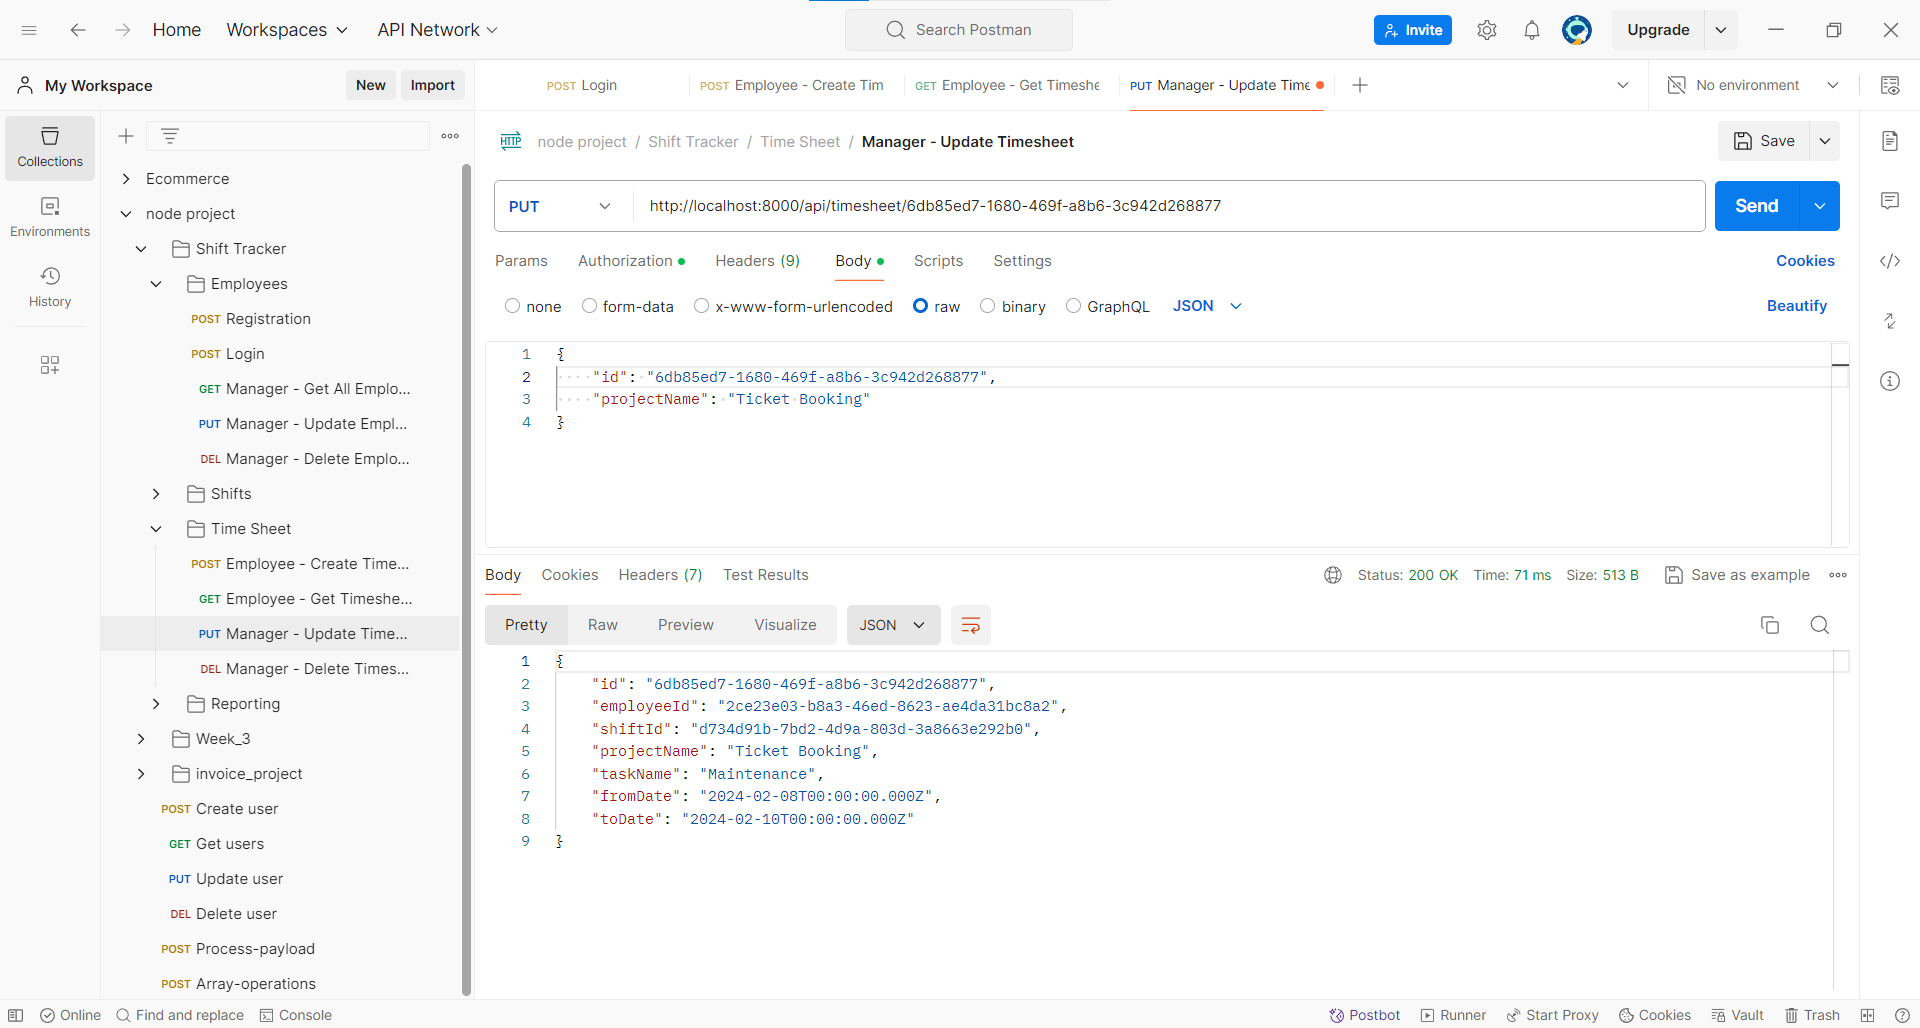 Home
Workspaces
API Network
Search Postman
Invite
Upgrade
My Workspace
New
Import
POST Login
POST Employee - Create Tim
GET Employee - Get Timeshe
PUT Manager - Update Time
No environment
Collections
Environments
History
Ecommerce
node project
Shift Tracker
Employees
POST Registration
POST Login
GET Manager - Get All Emplo...
PUT Manager - Update Empl...
DEL Manager - Delete Emplo...
Shifts
Time Sheet
POST Employee - Create Time...
GET Employee - Get Timeshe...
PUT Manager - Update Time...
DEL Manager - Delete Times...
Reporting
Week_3
invoice_project
POST Create user
GET Get users
PUT Update user
DEL Delete user
POST Process-payload
POST Array-operations
HTTP node project / Shift Tracker / Time Sheet / Manager - Update Timesheet
Save
PUT
http://localhost:8000/api/timesheet/6db85ed7-1680-469f-a8b6-3c942d268877
Send
Params
Authorization
Headers (9)
Body
Scripts
Settings
Cookies
none
form-data
x-www-form-urlencoded
raw
binary
GraphQL
JSON
Beautify
1 {
2 "id": "6db85ed7-1680-469f-a8b6-3c942d268877",
3 "projectName": "Ticket Booking"
4 }
Body
Cookies
Headers (7)
Test Results
Status: 200 OK
Time: 71 ms
Size: 513 B
Save as example
Pretty
Raw
Preview
Visualize
JSON
1 {
2 "id": "6db85ed7-1680-469f-a8b6-3c942d268877",
3 "employeeId": "2ce23e03-b8a3-46ed-8623-ae4da31bc8a2",
4 "shiftId": "d734d91b-7bd2-4d9a-803d-3a8663e292b0",
5 "projectName": "Ticket Booking",
6 "taskName": "Maintenance",
7 "fromDate": "2024-02-08T00:00:00.000Z",
8 "toDate": "2024-02-10T00:00:00.000Z"
9 }
Online
Find and replace
Console
Postbot
Runner
Start Proxy
Cookies
Vault
Trash